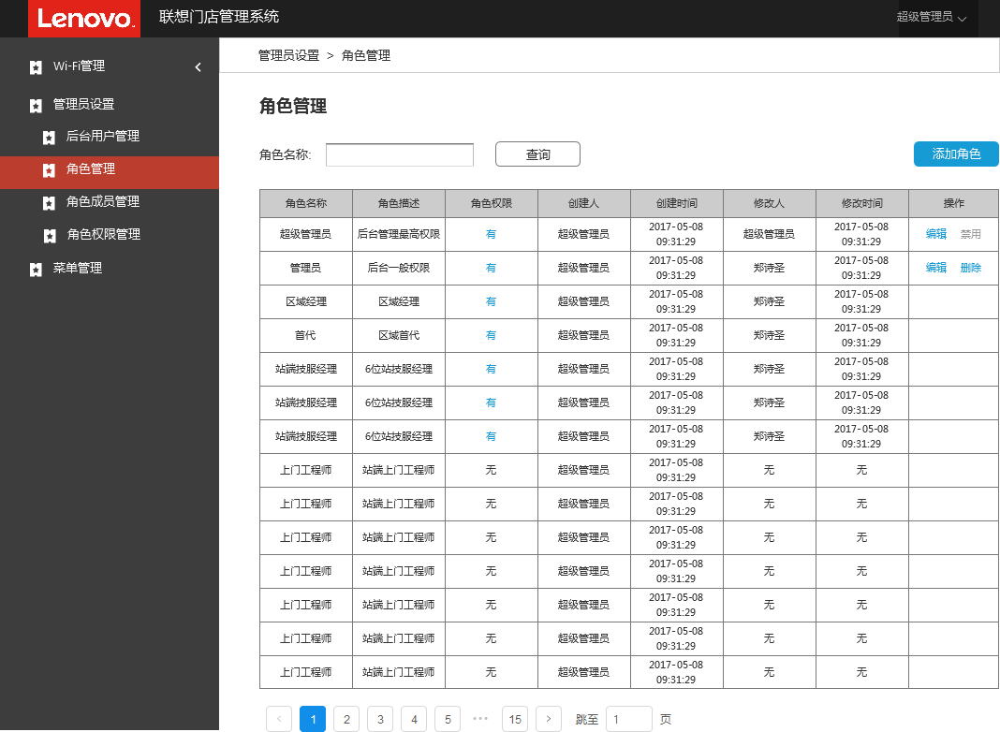 Lenovo 联想门店管理系统 超级管理员
Wi-Fi管理
管理员设置
后台用户管理
角色管理
角色成员管理
角色权限管理
菜单管理
管理员设置 > 角色管理
角色管理
角色名称: 查询 添加角色
角色名称 角色描述 角色权限 创建人 创建时间 修改人 修改时间 操作
超级管理员 后台管理最高权限 有 超级管理员 2017-05-08 09:31:29 超级管理员 2017-05-08 09:31:29 编辑 禁用
管理员 后台一般权限 有 超级管理员 2017-05-08 09:31:29 郑诗圣 2017-05-08 09:31:29 编辑 删除
区域经理 区域经理 有 超级管理员 2017-05-08 09:31:29 郑诗圣 2017-05-08 09:31:29
首代 区域首代 有 超级管理员 2017-05-08 09:31:29 郑诗圣 2017-05-08 09:31:29
站端技服经理 6位站技服经理 有 超级管理员 2017-05-08 09:31:29 郑诗圣 2017-05-08 09:31:29
站端技服经理 6位站技服经理 有 超级管理员 2017-05-08 09:31:29 郑诗圣 2017-05-08 09:31:29
站端技服经理 6位站技服经理 有 超级管理员 2017-05-08 09:31:29 郑诗圣 2017-05-08 09:31:29
上门工程师 站端上门工程师 无 超级管理员 2017-05-08 09:31:29 无 无
上门工程师 站端上门工程师 无 超级管理员 2017-05-08 09:31:29 无 无
上门工程师 站端上门工程师 无 超级管理员 2017-05-08 09:31:29 无 无
上门工程师 站端上门工程师 无 超级管理员 2017-05-08 09:31:29 无 无
上门工程师 站端上门工程师 无 超级管理员 2017-05-08 09:31:29 无 无
上门工程师 站端上门工程师 无 超级管理员 2017-05-08 09:31:29 无 无
上门工程师 站端上门工程师 无 超级管理员 2017-05-08 09:31:29 无 无
< 1 2 3 4 5 ••• 15 > 跳至 1 页